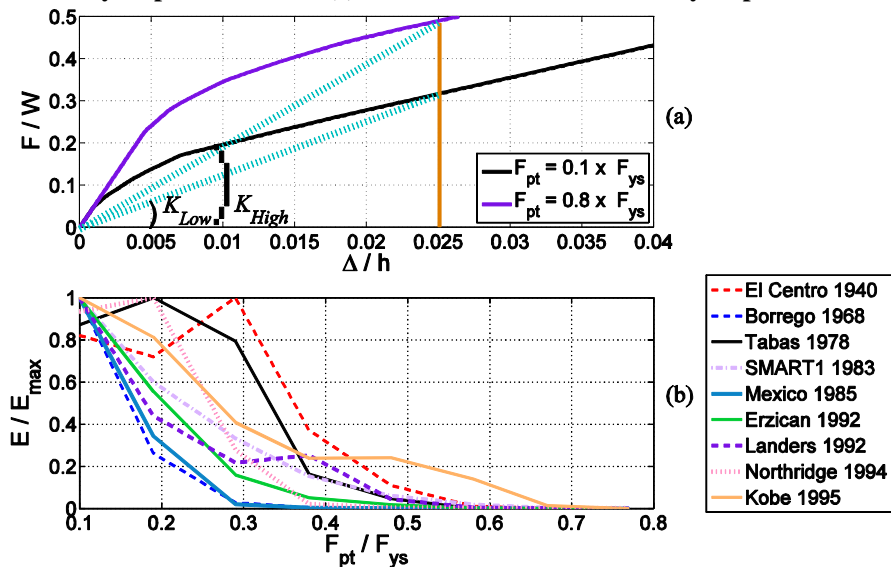 0.5
0.4
0.3
0.2
0.1
0
F / W
0
0.005
0.01
0.015
0.02
0.025
0.03
0.035
0.04
Δ / h
K_Low
K_High
F_pt = 0.1 x F_ys
F_pt = 0.8 x F_ys
(a)
1
0.8
0.6
0.4
0.2
0
E / E_max
0.1
0.2
0.3
0.4
0.5
0.6
0.7
0.8
F_pt / F_ys
El Centro 1940
Borrego 1968
Tabas 1978
SMART1 1983
Mexico 1985
Erzican 1992
Landers 1992
Northridge 1994
Kobe 1995
(b)